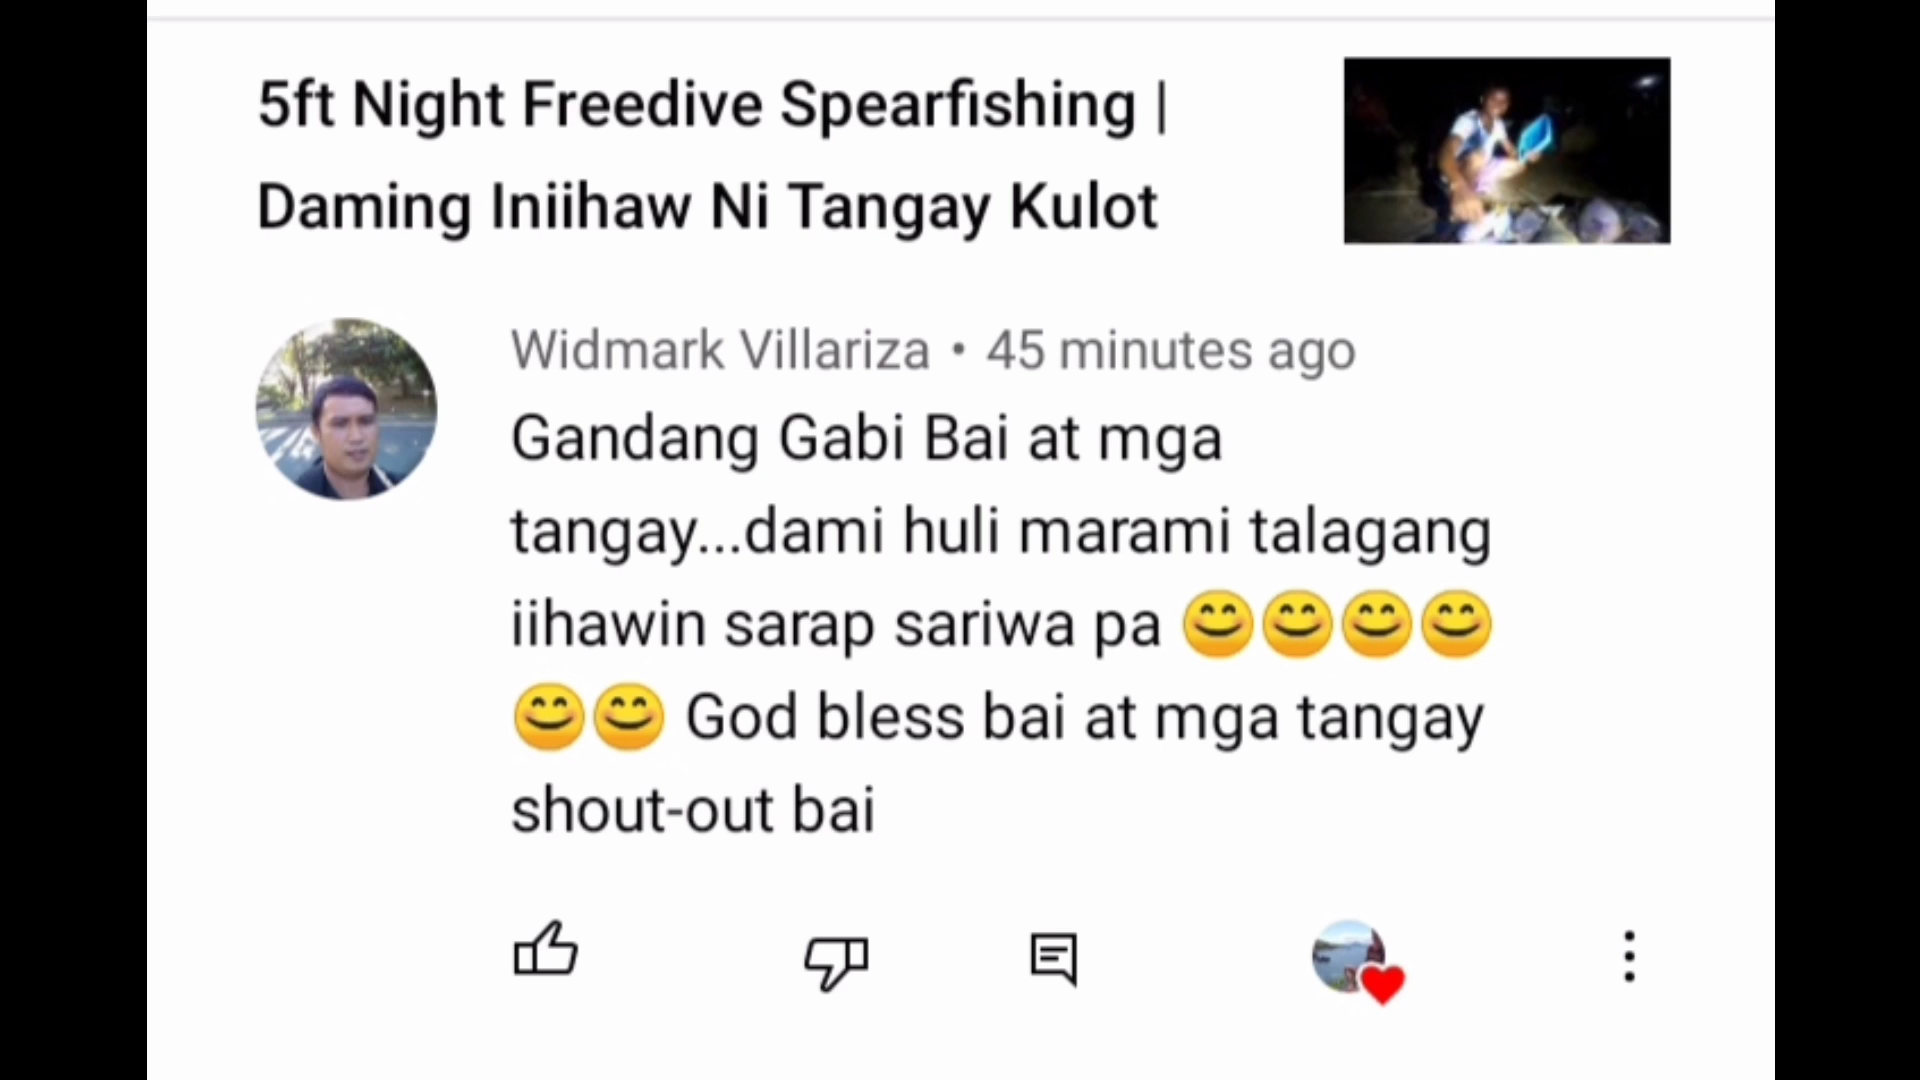 5ft Night Freedive Spearfishing |
Daming Iniihaw Ni Tangay Kulot
Widmark Villariza • 45 minutes ago
Gandang Gabi Bai at mga
tangay...dami huli marami talagang
iihawin sarap sariwa pa 😊😊😊😊
😊😊 God bless bai at mga tangay
shout-out bai